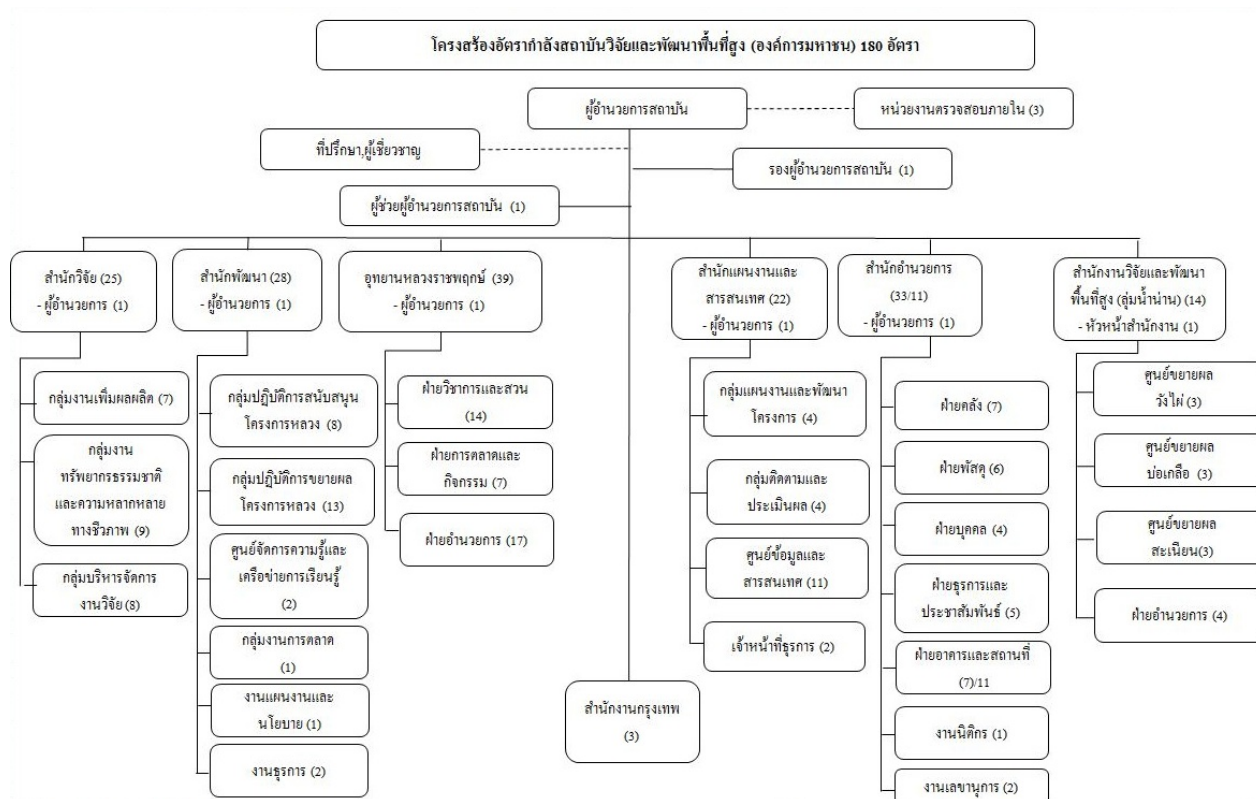 โครงสร้องอัตรากำลังสถาบันวิจัยและพัฒนาพื้นที่สูง (องค์การมหาชน) 180 อัตรา
ผู้อำนวยการสถาบัน
หน่วยงานตรวจสอบภายใน (3)
ที่ปรึกษา,ผู้เชี่ยวชาญ
รองผู้อำนวยการสถาบัน (1)
ผู้ช่วยผู้อำนวยการสถาบัน (1)
สำนักวิจัย (25)
- ผู้อำนวยการ (1)
กลุ่มงานเพิ่มผลผลิต (7)
กลุ่มงาน
ทรัพยากรธรรมชาติ
และความหลากหลาย
ทางชีวภาพ (9)
กลุ่มบริหารจัดการ
งานวิจัย (8)
สำนักพัฒนา (28)
- ผู้อำนวยการ (1)
กลุ่มปฏิบัติการสนับสนุน
โครงการหลวง (8)
กลุ่มปฏิบัติการขยายผล
โครงการหลวง (13)
ศูนย์จัดการความรู้และ
เครือข่ายการเรียนรู้
(2)
กลุ่มงานการตลาด
(1)
งานแผนงานและ
นโยบาย (1)
งานธุรการ (2)
อุทยานหลวงราชพฤกษ์ (39)
- ผู้อำนวยการ (1)
ฝ่ายวิชาการและสวน
(14)
ฝ่ายการตลาดและ
กิจกรรม (7)
ฝ่ายอำนวยการ (17)
สำนักงานกรุงเทพ
(3)
สำนักแผนงานและ
สารสนเทศ (22)
- ผู้อำนวยการ (1)
กลุ่มแผนงานและพัฒนา
โครงการ (4)
กลุ่มติดตามและ
ประเมินผล (4)
ศูนย์ข้อมูลและ
สารสนเทศ (11)
เจ้าหน้าที่ธุรการ (2)
สำนักอำนวยการ
(33/11)
- ผู้อำนวยการ (1)
ฝ่ายคลัง (7)
ฝ่ายพัสดุ (6)
ฝ่ายบุคคล (4)
ฝ่ายธุรการและ
ประชาสัมพันธ์ (5)
ฝ่ายอาคารและสถานที่
(7)/11
งานนิติกร (1)
งานเลขานุการ (2)
สำนักงานวิจัยและพัฒนา
พื้นที่สูง (ลุ่มน้ำน่าน) (14)
- หัวหน้าสำนักงาน (1)
ศูนย์ขยายผล
วังไผ่ (3)
ศูนย์ขยายผล
บ่อเกลือ (3)
ศูนย์ขยายผล
สะเนียน(3)
ฝ่ายอำนวยการ (4)